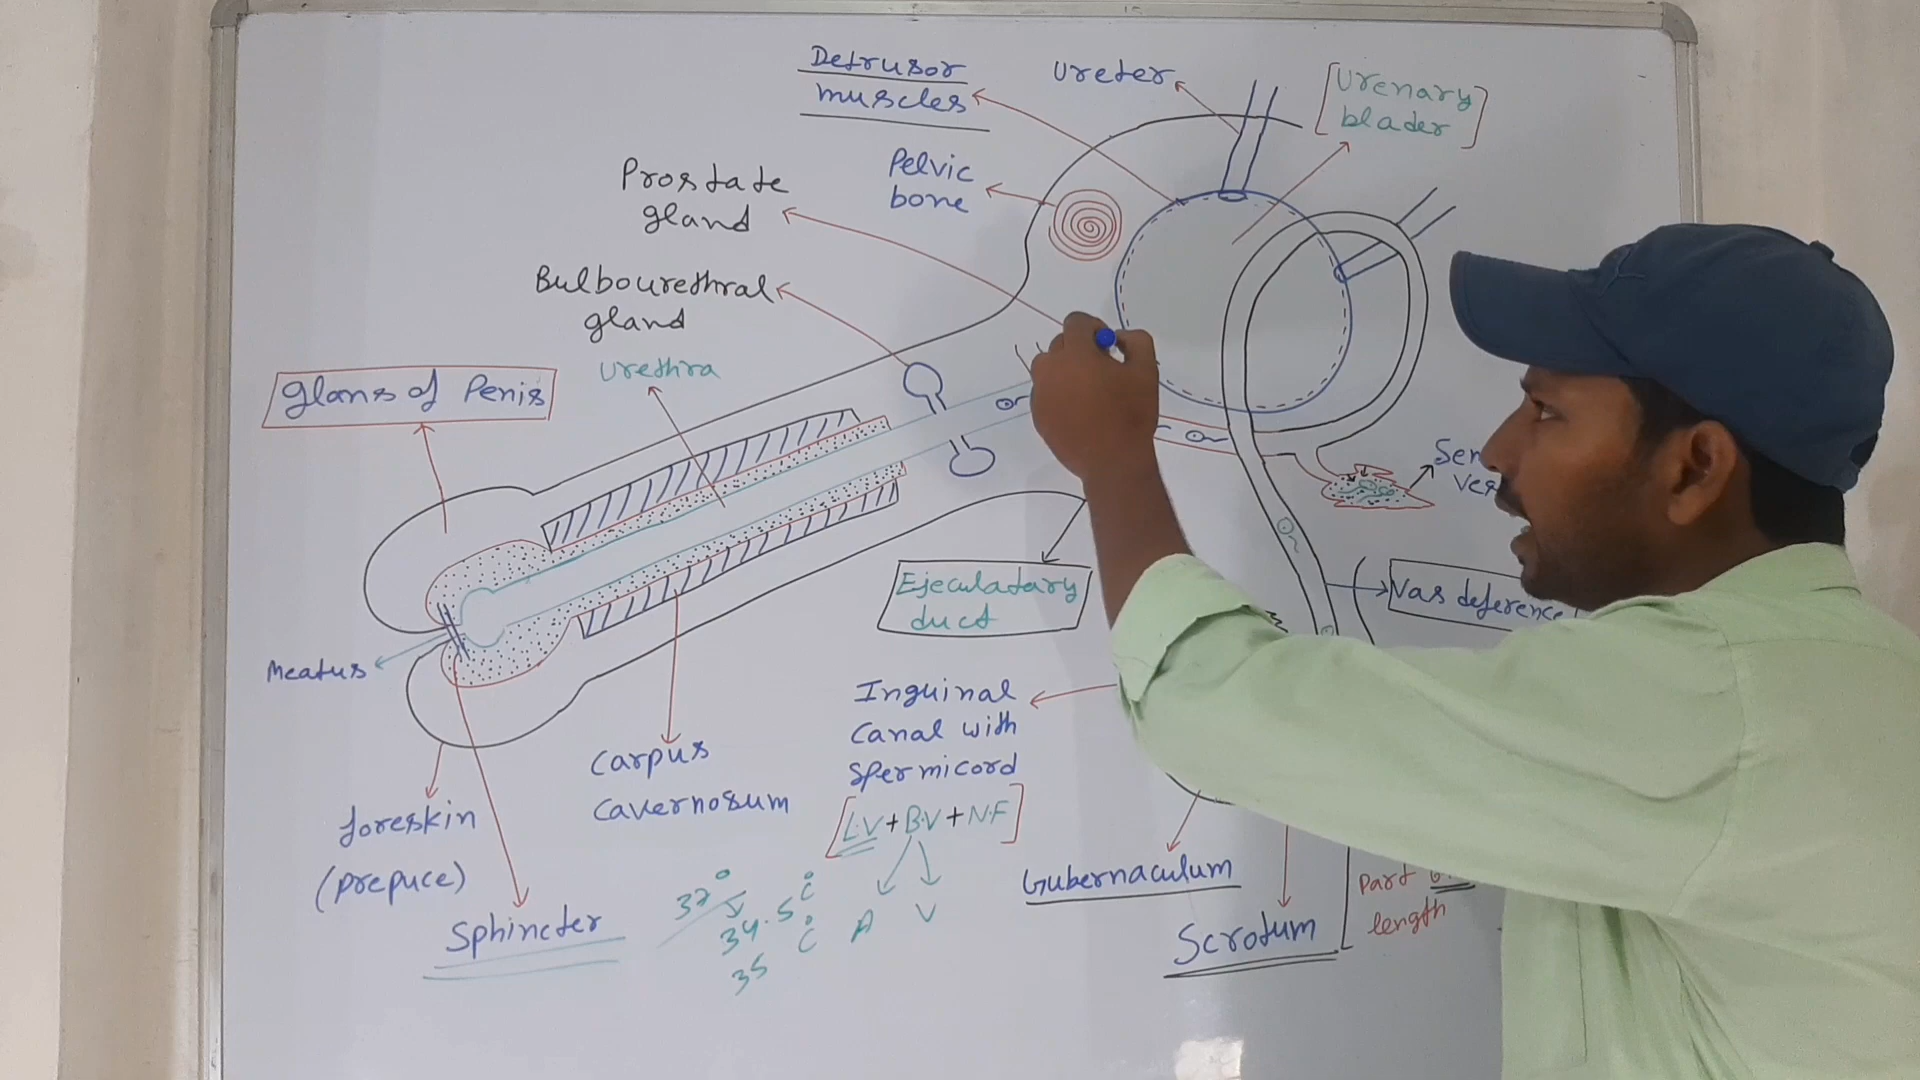 Detrusor
muscles
Ureter
[Urenary
blader]
Prostate
gland
Pelvic
bone
Bulbourethral
gland
Urethra
Glans of Penis
Ejeculatary
duct
Vas deference
Meatus
Inguinal
Canal with
Spermicord
[L.V + B.V + N.F]
A V
Carpus
Cavernosum
foreskin
(prepuce)
Sphincter
37°
34.5°C
35 °C
Gubernaculum
Scrotum
Part
length